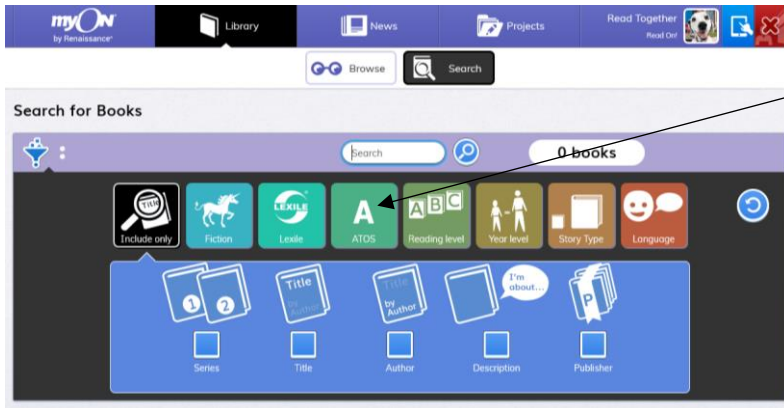 myON
by Renaissance
Library
News
Projects
Read Together
Read On!
Browse
Search
Search for Books
:
Search
0 books
Title
Include only
Fiction
LEXILE
Lexile
A
ATOS
A B C
Reading level
Year level
Story Type
Language
1 2
Title
by Author
Title
by Author
I'm about...
P
Series
Title
Author
Description
Publisher